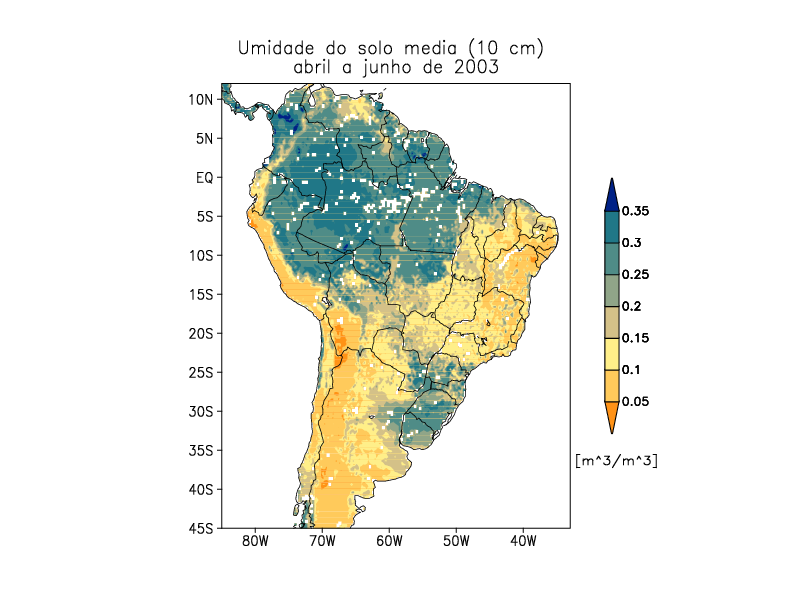 Umidade do solo media (10 cm)
abril a junho de 2003
10N
5N
EQ
5S
10S
15S
20S
25S
30S
35S
40S
45S
80W 70W 60W 50W 40W
0.35
0.3
0.25
0.2
0.15
0.1
0.05
[m^3/m^3]